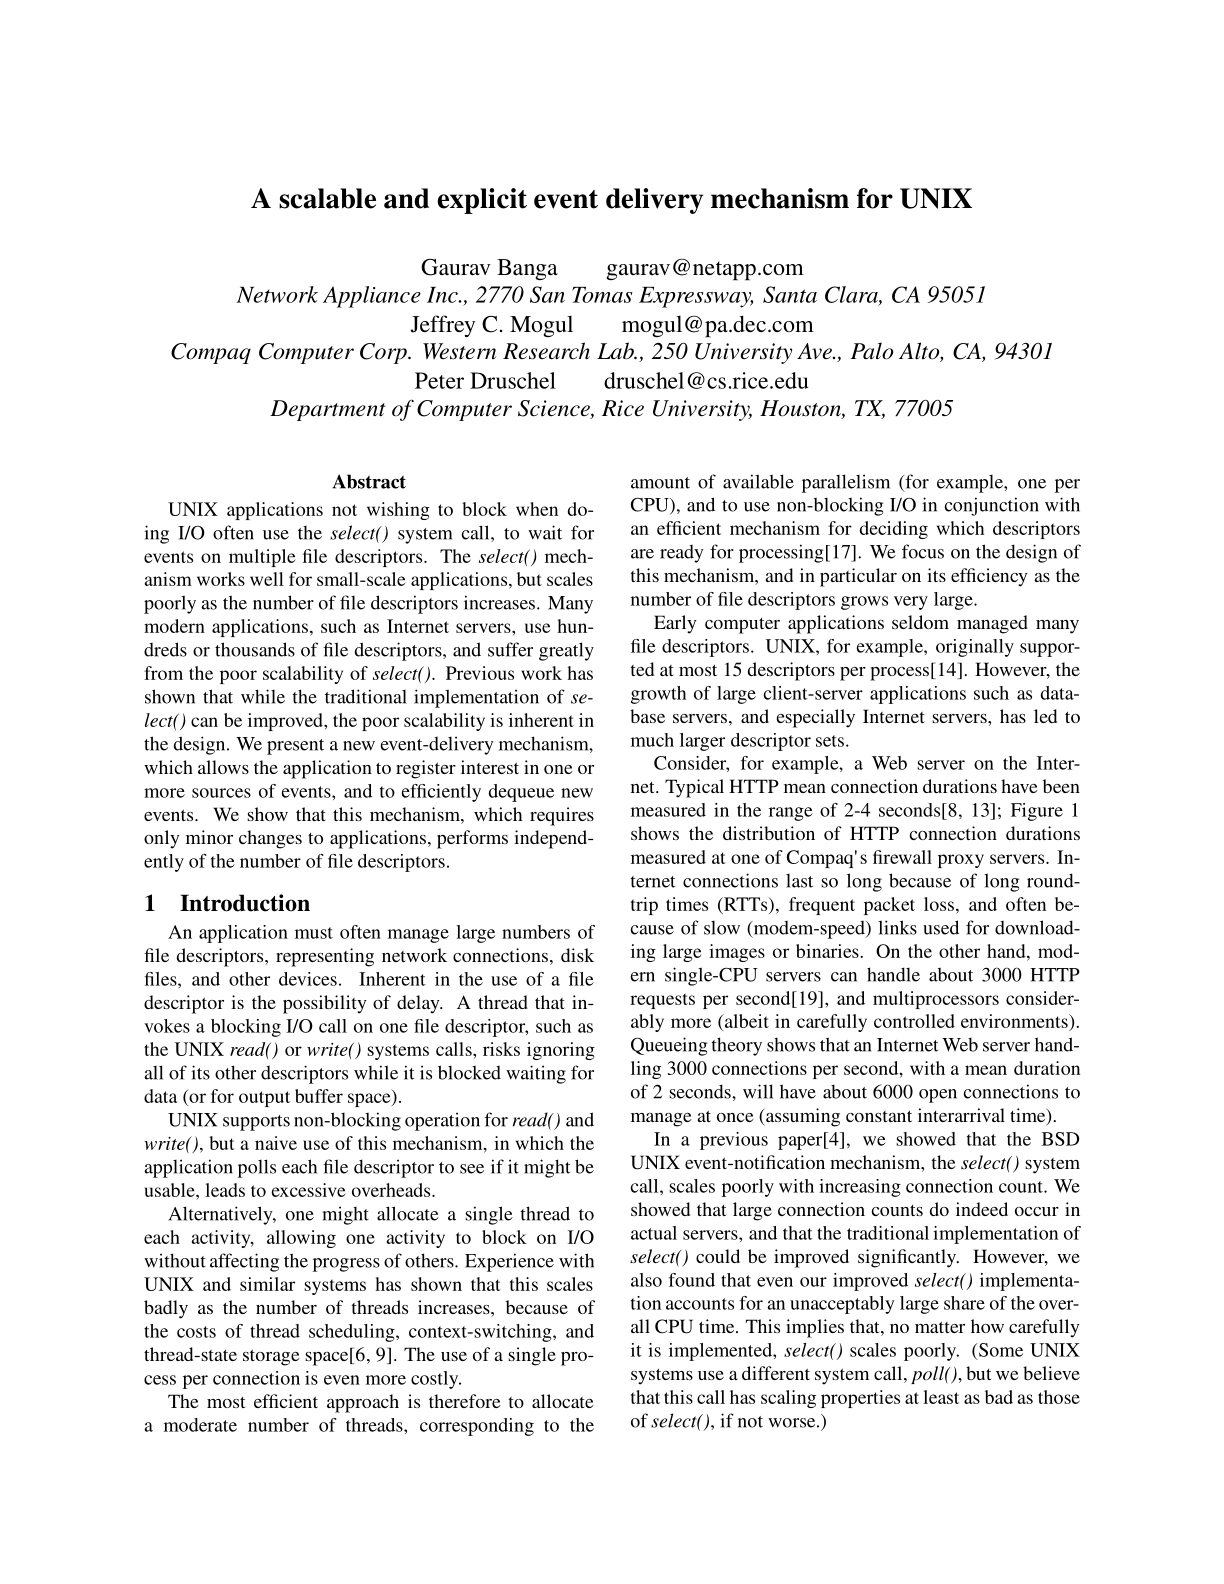 A scalable and explicit event delivery mechanism for UNIX
Gaurav Banga gaurav@netapp.com
Network Appliance Inc., 2770 San Tomas Expressway, Santa Clara, CA 95051
Jeffrey C. Mogul mogul@pa.dec.com
Compaq Computer Corp. Western Research Lab., 250 University Ave., Palo Alto, CA, 94301
Peter Druschel druschel@cs.rice.edu
Department of Computer Science, Rice University, Houston, TX, 77005
Abstract
UNIX applications not wishing to block when do-
ing I/O often use the select() system call, to wait for
events on multiple file descriptors. The select() mech-
anism works well for small-scale applications, but scales
poorly as the number of file descriptors increases. Many
modern applications, such as Internet servers, use hun-
dreds or thousands of file descriptors, and suffer greatly
from the poor scalability of select(). Previous work has
shown that while the traditional implementation of se-
lect() can be improved, the poor scalability is inherent in
the design. We present a new event-delivery mechanism,
which allows the application to register interest in one or
more sources of events, and to efficiently dequeue new
events. We show that this mechanism, which requires
only minor changes to applications, performs independ-
ently of the number of file descriptors.
1 Introduction
An application must often manage large numbers of
file descriptors, representing network connections, disk
files, and other devices. Inherent in the use of a file
descriptor is the possibility of delay. A thread that in-
vokes a blocking I/O call on one file descriptor, such as
the UNIX read() or write() systems calls, risks ignoring
all of its other descriptors while it is blocked waiting for
data (or for output buffer space).
UNIX supports non-blocking operation for read() and
write(), but a naive use of this mechanism, in which the
application polls each file descriptor to see if it might be
usable, leads to excessive overheads.
Alternatively, one might allocate a single thread to
each activity, allowing one activity to block on I/O
without affecting the progress of others. Experience with
UNIX and similar systems has shown that this scales
badly as the number of threads increases, because of
the costs of thread scheduling, context-switching, and
thread-state storage space[6, 9]. The use of a single pro-
cess per connection is even more costly.
The most efficient approach is therefore to allocate
a moderate number of threads, corresponding to the
amount of available parallelism (for example, one per
CPU), and to use non-blocking I/O in conjunction with
an efficient mechanism for deciding which descriptors
are ready for processing[17]. We focus on the design of
this mechanism, and in particular on its efficiency as the
number of file descriptors grows very large.
Early computer applications seldom managed many
file descriptors. UNIX, for example, originally suppor-
ted at most 15 descriptors per process[14]. However, the
growth of large client-server applications such as data-
base servers, and especially Internet servers, has led to
much larger descriptor sets.
Consider, for example, a Web server on the Inter-
net. Typical HTTP mean connection durations have been
measured in the range of 2-4 seconds[8, 13]; Figure 1
shows the distribution of HTTP connection durations
measured at one of Compaq's firewall proxy servers. In-
ternet connections last so long because of long round-
trip times (RTTs), frequent packet loss, and often be-
cause of slow (modem-speed) links used for download-
ing large images or binaries. On the other hand, mod-
ern single-CPU servers can handle about 3000 HTTP
requests per second[19], and multiprocessors consider-
ably more (albeit in carefully controlled environments).
Queueing theory shows that an Internet Web server hand-
ling 3000 connections per second, with a mean duration
of 2 seconds, will have about 6000 open connections to
manage at once (assuming constant interarrival time).
In a previous paper[4], we showed that the BSD
UNIX event-notification mechanism, the select() system
call, scales poorly with increasing connection count. We
showed that large connection counts do indeed occur in
actual servers, and that the traditional implementation of
select() could be improved significantly. However, we
also found that even our improved select() implementa-
tion accounts for an unacceptably large share of the over-
all CPU time. This implies that, no matter how carefully
it is implemented, select() scales poorly. (Some UNIX
systems use a different system call, poll(), but we believe
that this call has scaling properties at least as bad as those
of select(), if not worse.)